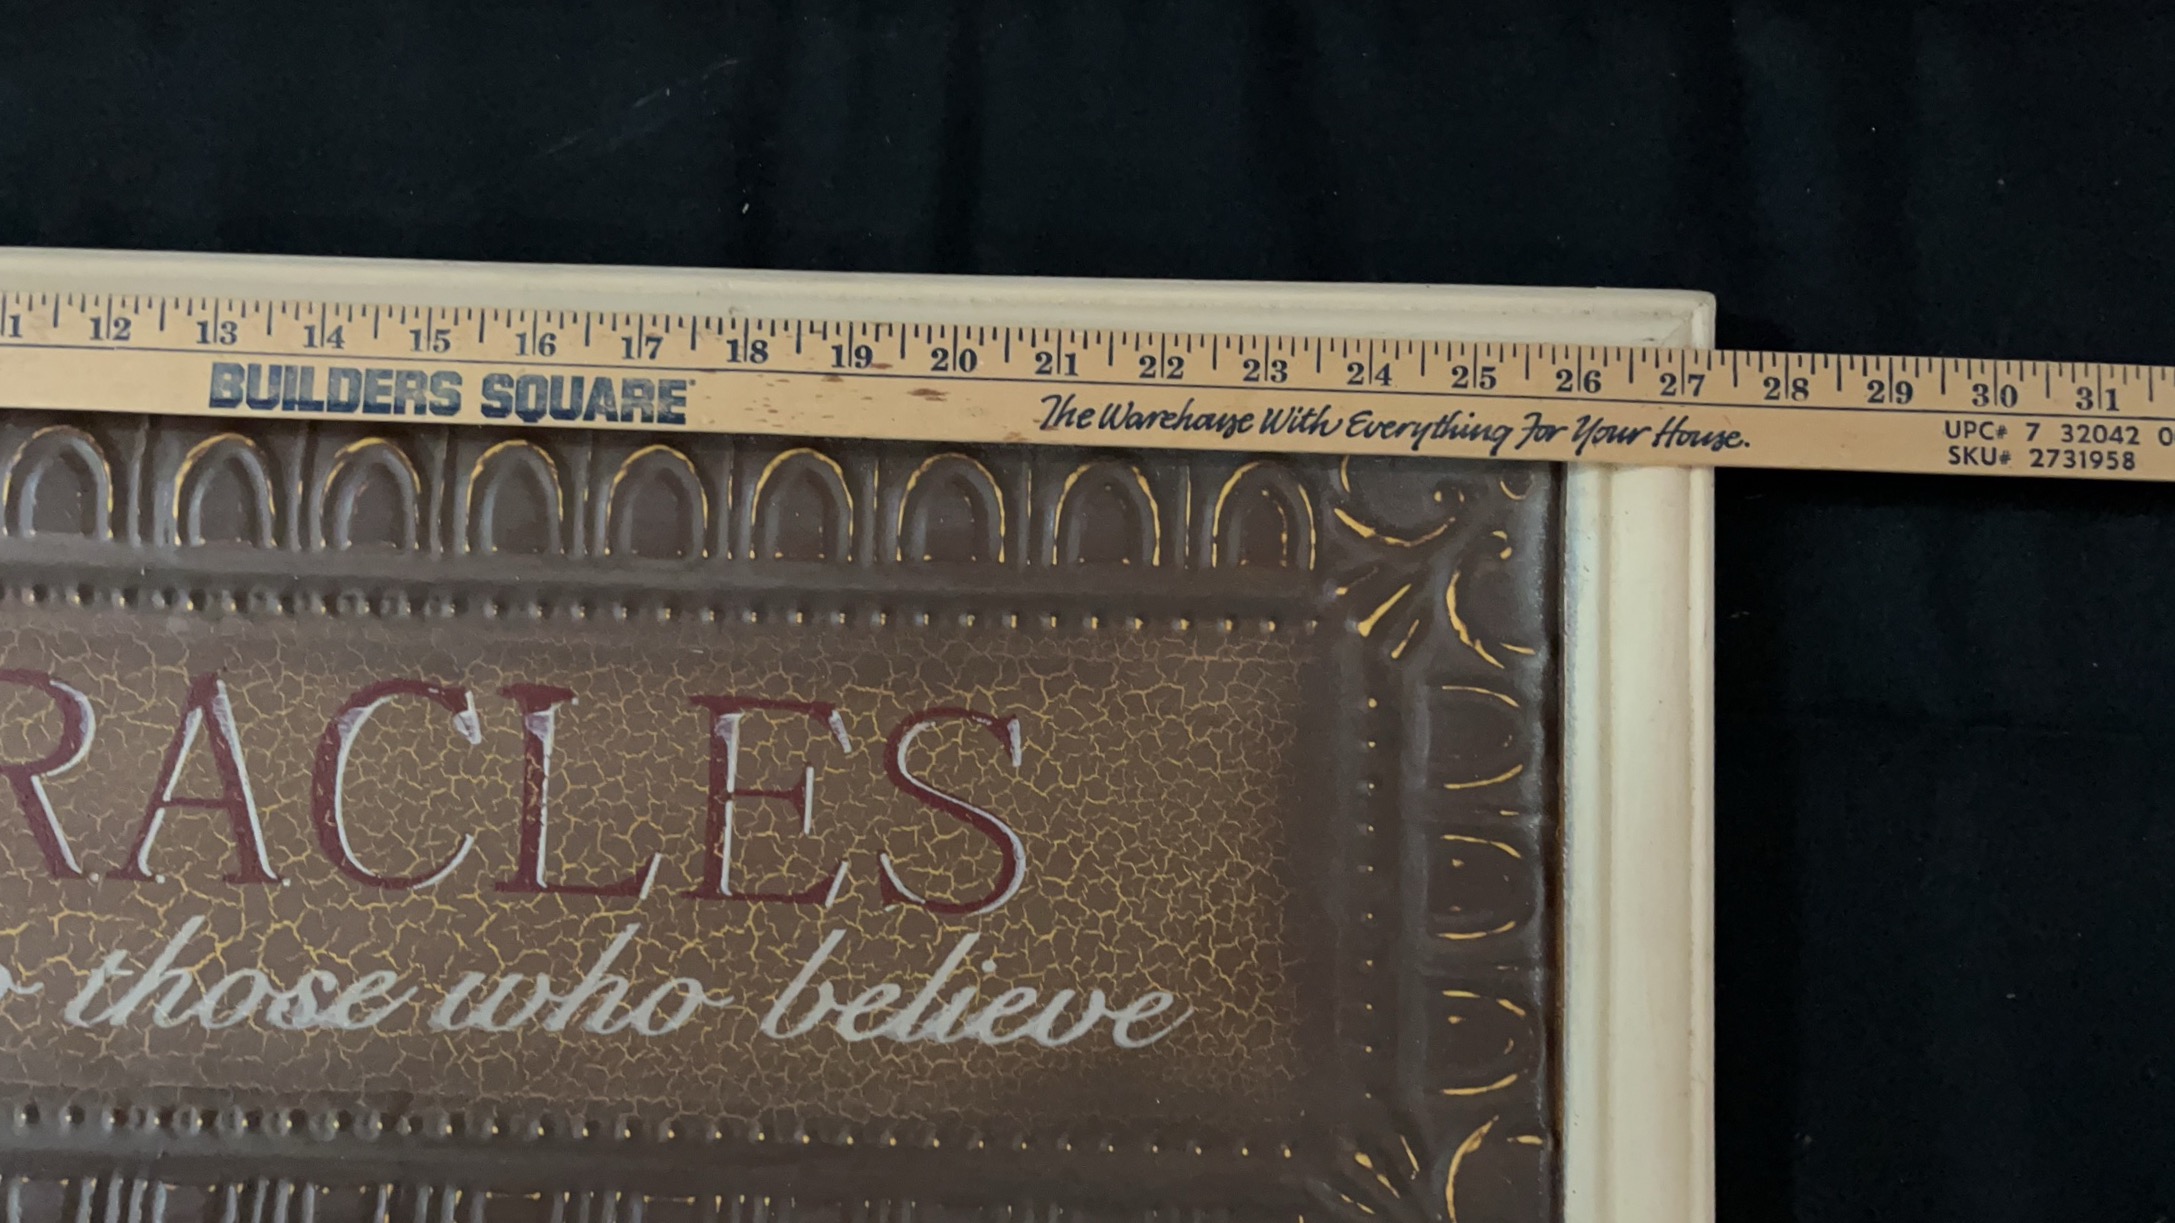 12 13 14 15 16 17 18 19 20 21 22 23 24 25 26 27 28 29 30 31
BUILDERS SQUARE
The Warehouse With Everything For Your House.
UPC# 7 32042 0
SKU# 2731958
RACLES
those who believe